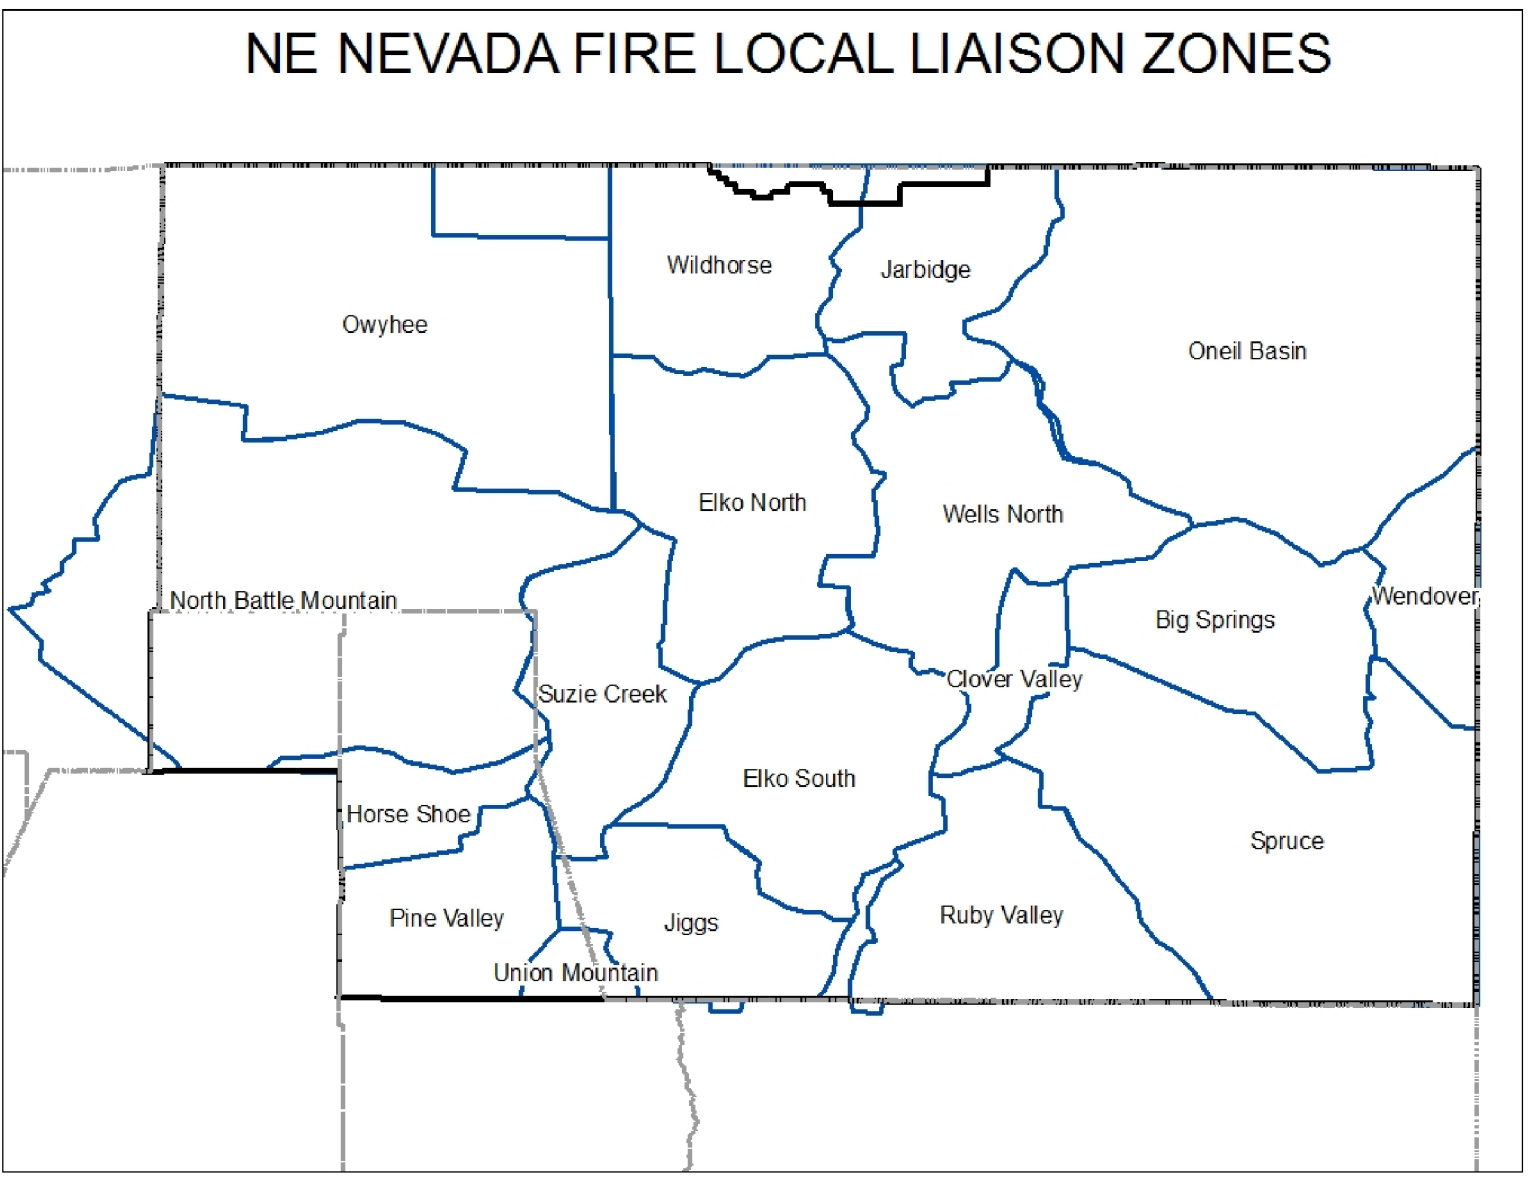 NE NEVADA FIRE LOCAL LIAISON ZONES
Wildhorse
Jarbidge
Owyhee
Oneil Basin
Elko North
Wells North
North Battle Mountain
Wendover
Big Springs
Clover Valley
Suzie Creek
Elko South
Horse Shoe
Spruce
Pine Valley
Jiggs
Ruby Valley
Union Mountain